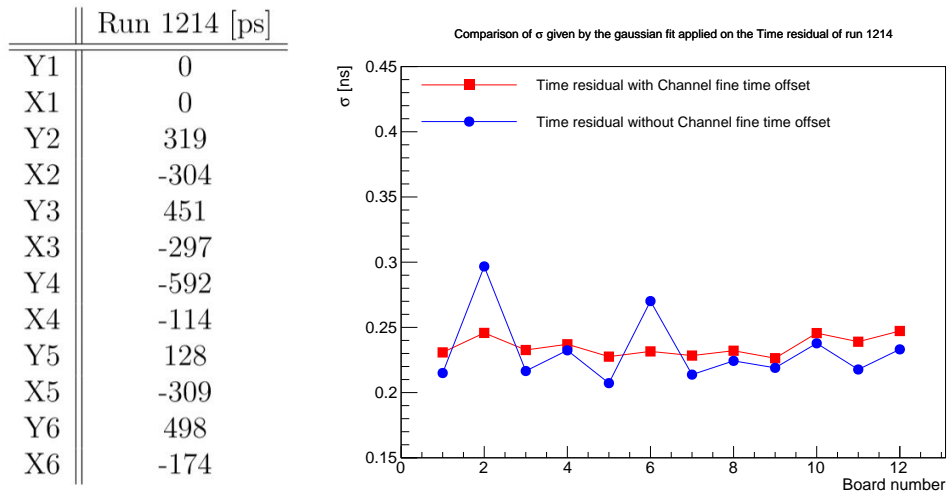 Run 1214 [ps]
Y1 0
X1 0
Y2 319
X2 -304
Y3 451
X3 -297
Y4 -592
X4 -114
Y5 128
X5 -309
Y6 498
X6 -174
Comparison of σ given by the gaussian fit applied on the Time residual of run 1214
σ [ns]
0.45
0.4
0.35
0.3
0.25
0.2
0.15
Time residual with Channel fine time offset
Time residual without Channel fine time offset
0 2 4 6 8 10 12
Board number